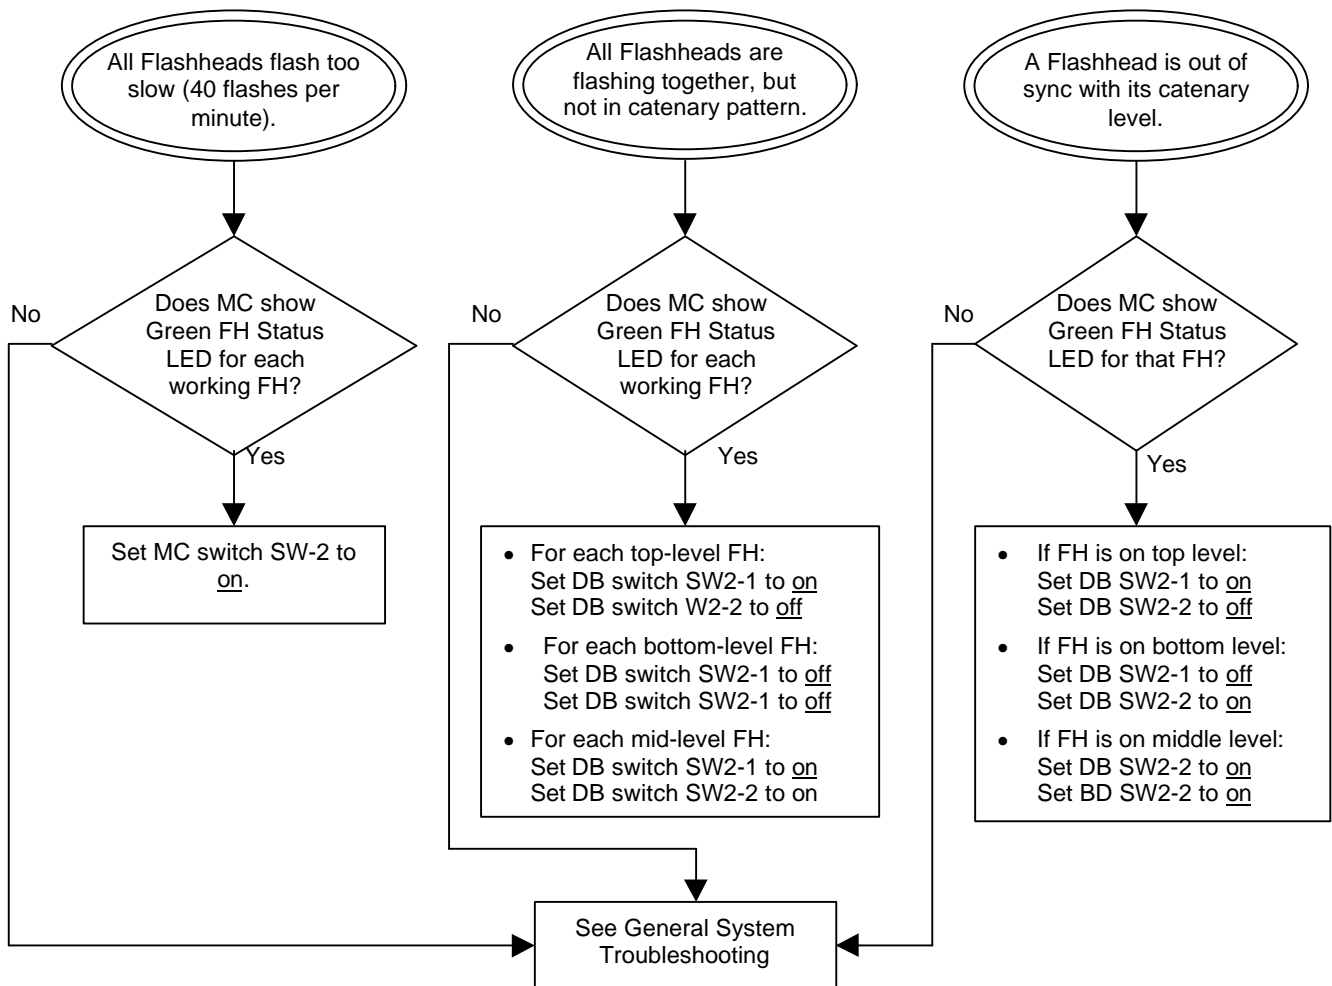 All Flashheads flash too
slow (40 flashes per
minute).
All Flashheads are
flashing together, but
not in catenary pattern.
A Flashhead is out of
sync with its catenary
level.
No
Does MC show
Green FH Status
LED for each
working FH?
Yes
No
Does MC show
Green FH Status
LED for each
working FH?
Yes
No
Does MC show
Green FH Status
LED for that FH?
Yes
Set MC switch SW-2 to
on.
• For each top-level FH:
Set DB switch SW2-1 to on
Set DB switch W2-2 to off
• For each bottom-level FH:
Set DB switch SW2-1 to off
Set DB switch SW2-1 to off
• For each mid-level FH:
Set DB switch SW2-1 to on
Set DB switch SW2-2 to on
• If FH is on top level:
Set DB SW2-1 to on
Set DB SW2-2 to off
• If FH is on bottom level:
Set DB SW2-1 to off
Set DB SW2-2 to on
• If FH is on middle level:
Set DB SW2-2 to on
Set BD SW2-2 to on
See General System
Troubleshooting